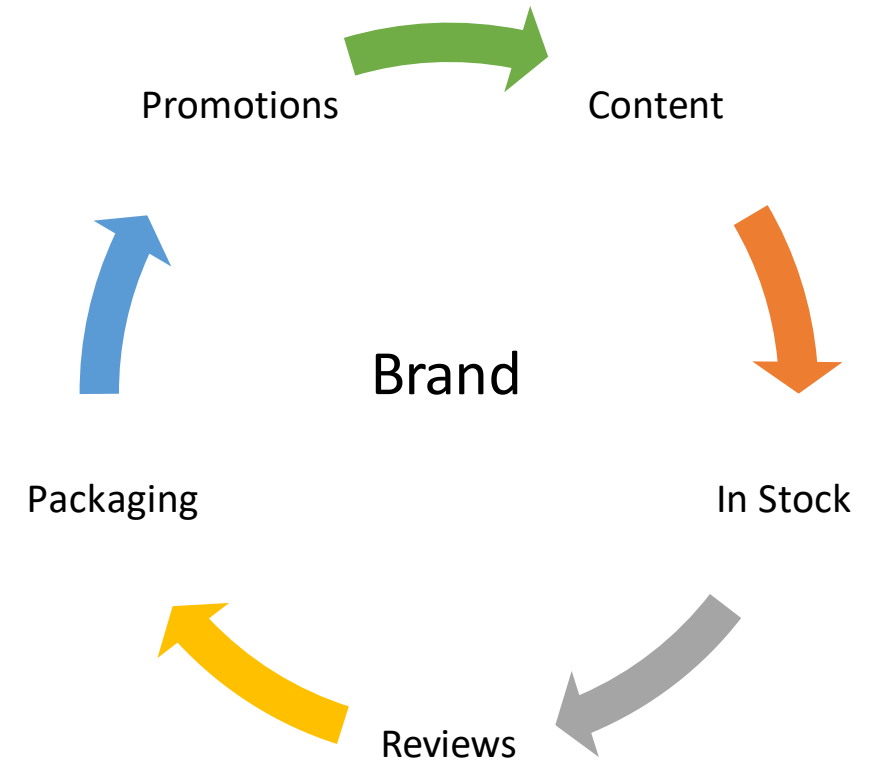 Promotions
Content
Brand
Packaging
In Stock
Reviews